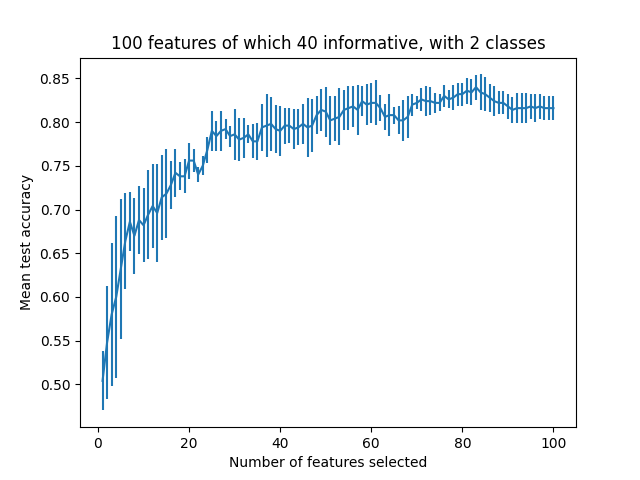 100 features of which 40 informative, with 2 classes
0.85
0.80
0.75
0.70
0.65
0.60
0.55
0.50
Mean test accuracy
0 20 40 60 80 100
Number of features selected